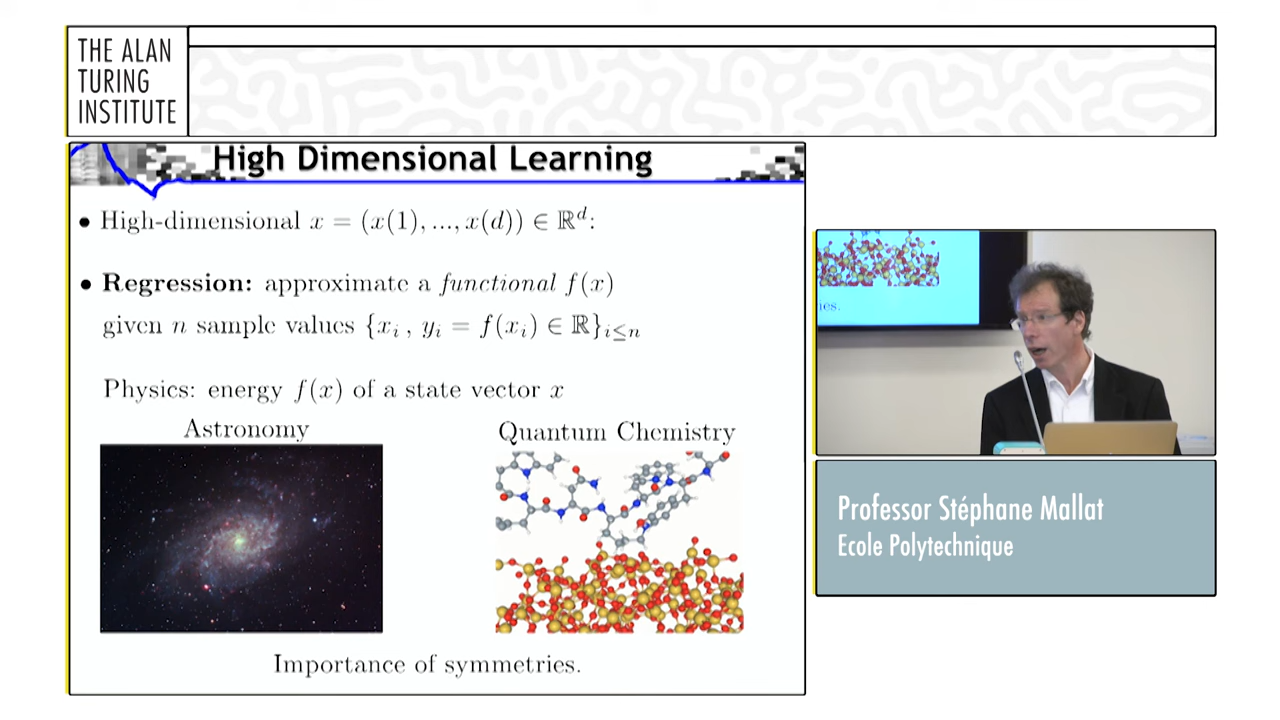 THE ALAN
TURING
INSTITUTE
High Dimensional Learning
• High-dimensional x = (x(1), ..., x(d)) ∈ ℝ^d:
• Regression: approximate a functional f(x)
given n sample values {x_i , y_i = f(x_i) ∈ ℝ}_{i≤n}
Physics: energy f(x) of a state vector x
Astronomy
Quantum Chemistry
Importance of symmetries.
Professor Stéphane Mallat
Ecole Polytechnique